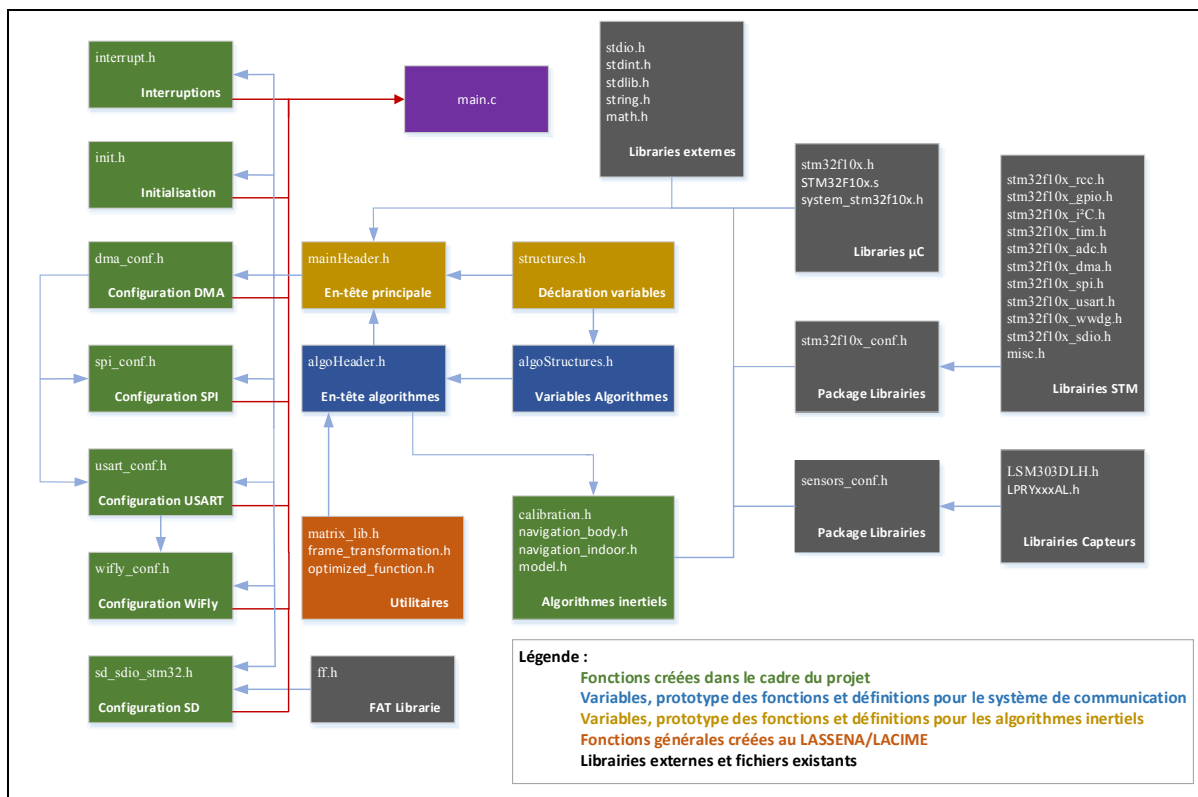 interrupt.h
Interruptions
init.h
Initialisation
dma_conf.h
Configuration DMA
spi_conf.h
Configuration SPI
usart_conf.h
Configuration USART
wifly_conf.h
Configuration WiFly
sd_sdio_stm32.h
Configuration SD
main.c
mainHeader.h
En-tête principale
structures.h
Déclaration variables
algoHeader.h
En-tête algorithmes
algoStructures.h
Variables Algorithmes
matrix_lib.h
frame_transformation.h
optimized_function.h
Utilitaires
calibration.h
navigation_body.h
navigation_indoor.h
model.h
Algorithmes inertiels
ff.h
FAT Librarie
stdio.h
stdint.h
stdlib.h
string.h
math.h
Libraries externes
stm32f10x.h
STM32F10x.s
system_stm32f10x.h
Libraries µC
stm32f10x_conf.h
Package Librairies
sensors_conf.h
Package Librairies
stm32f10x_rcc.h
stm32f10x_gpio.h
stm32f10x_i²C.h
stm32f10x_tim.h
stm32f10x_adc.h
stm32f10x_dma.h
stm32f10x_spi.h
stm32f10x_usart.h
stm32f10x_wwdg.h
stm32f10x_sdio.h
misc.h
Librairies STM
LSM303DLH.h
LPRYxxxAL.h
Librairies Capteurs
Légende :
Fonctions créées dans le cadre du projet
Variables, prototype des fonctions et définitions pour le système de communication
Variables, prototype des fonctions et définitions pour les algorithmes inertiels
Fonctions générales créées au LASSENA/LACIME
Librairies externes et fichiers existants